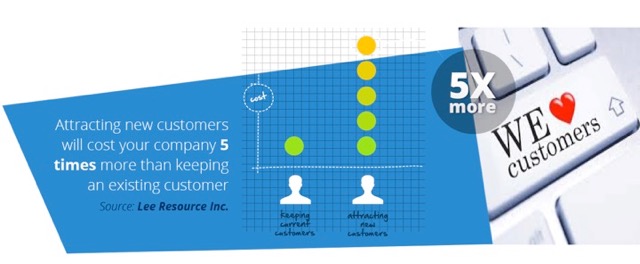 Attracting new customers
will cost your company 5
times more than keeping
an existing customer
Source: Lee Resource Inc.
cost
keeping
current
customers
attracting
new
customers
5X
more
WE
customers